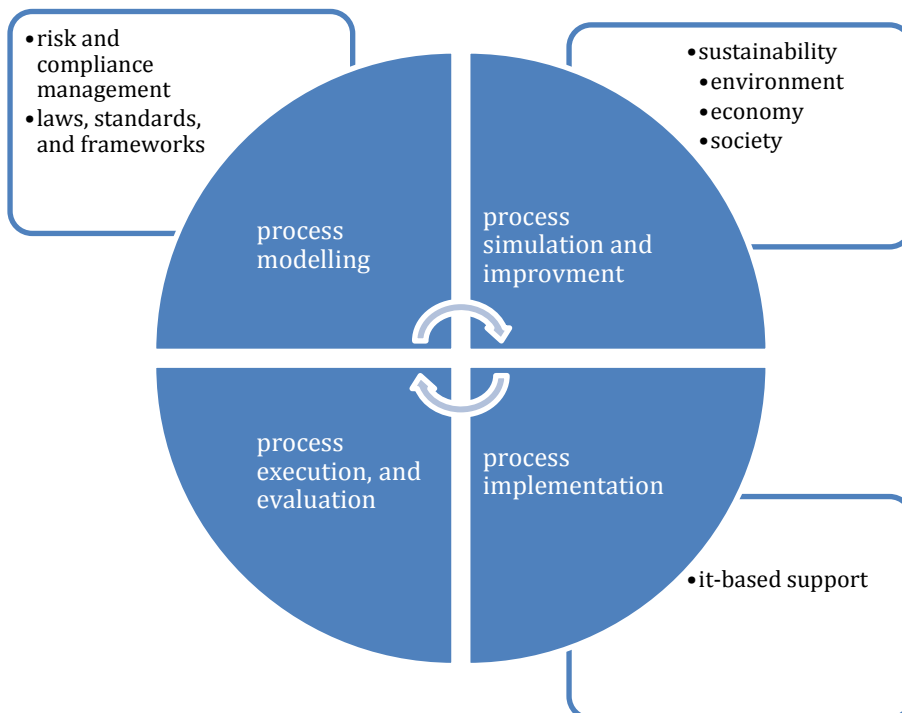 •risk and
compliance
management
•laws, standards,
and frameworks
•sustainability
•environment
•economy
•society
process
modelling
process
simulation and
improvment
process
execution, and
evaluation
process
implementation
•it-based support